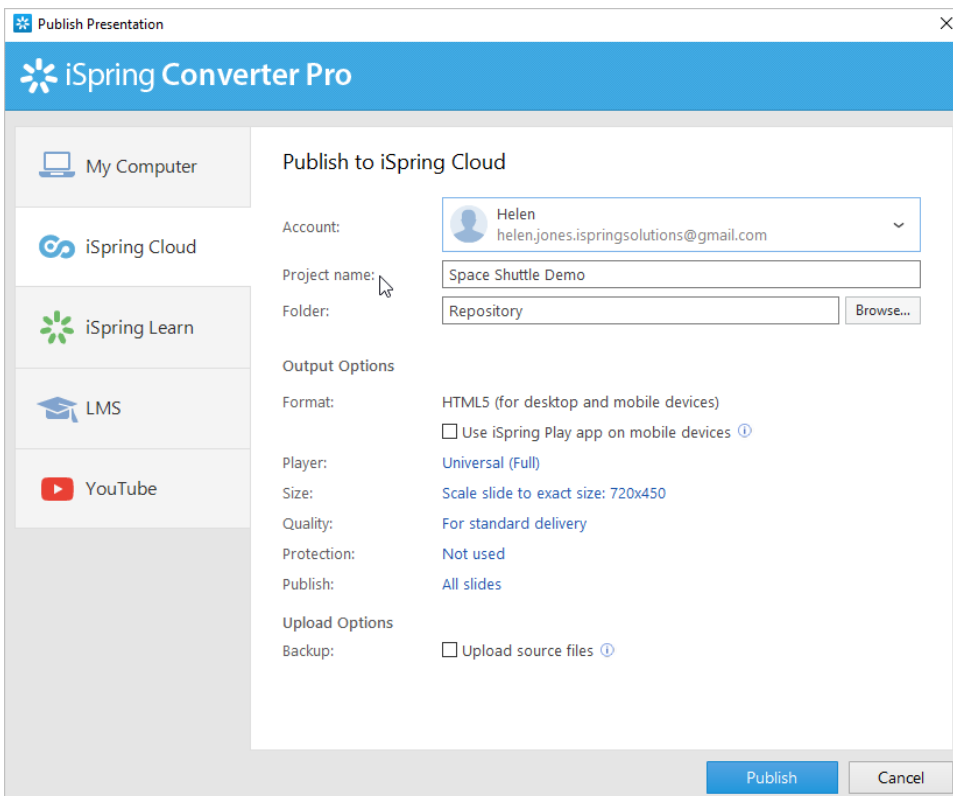 Publish Presentation
iSpring Converter Pro
My Computer
iSpring Cloud
iSpring Learn
LMS
YouTube
Publish to iSpring Cloud
Account:
Helen
helen.jones.ispringsolutions@gmail.com
Project name: Space Shuttle Demo
Folder: Repository Browse...
Output Options
Format: HTML5 (for desktop and mobile devices)
Use iSpring Play app on mobile devices
Player: Universal (Full)
Size: Scale slide to exact size: 720x450
Quality: For standard delivery
Protection: Not used
Publish: All slides
Upload Options
Backup: Upload source files
Publish Cancel